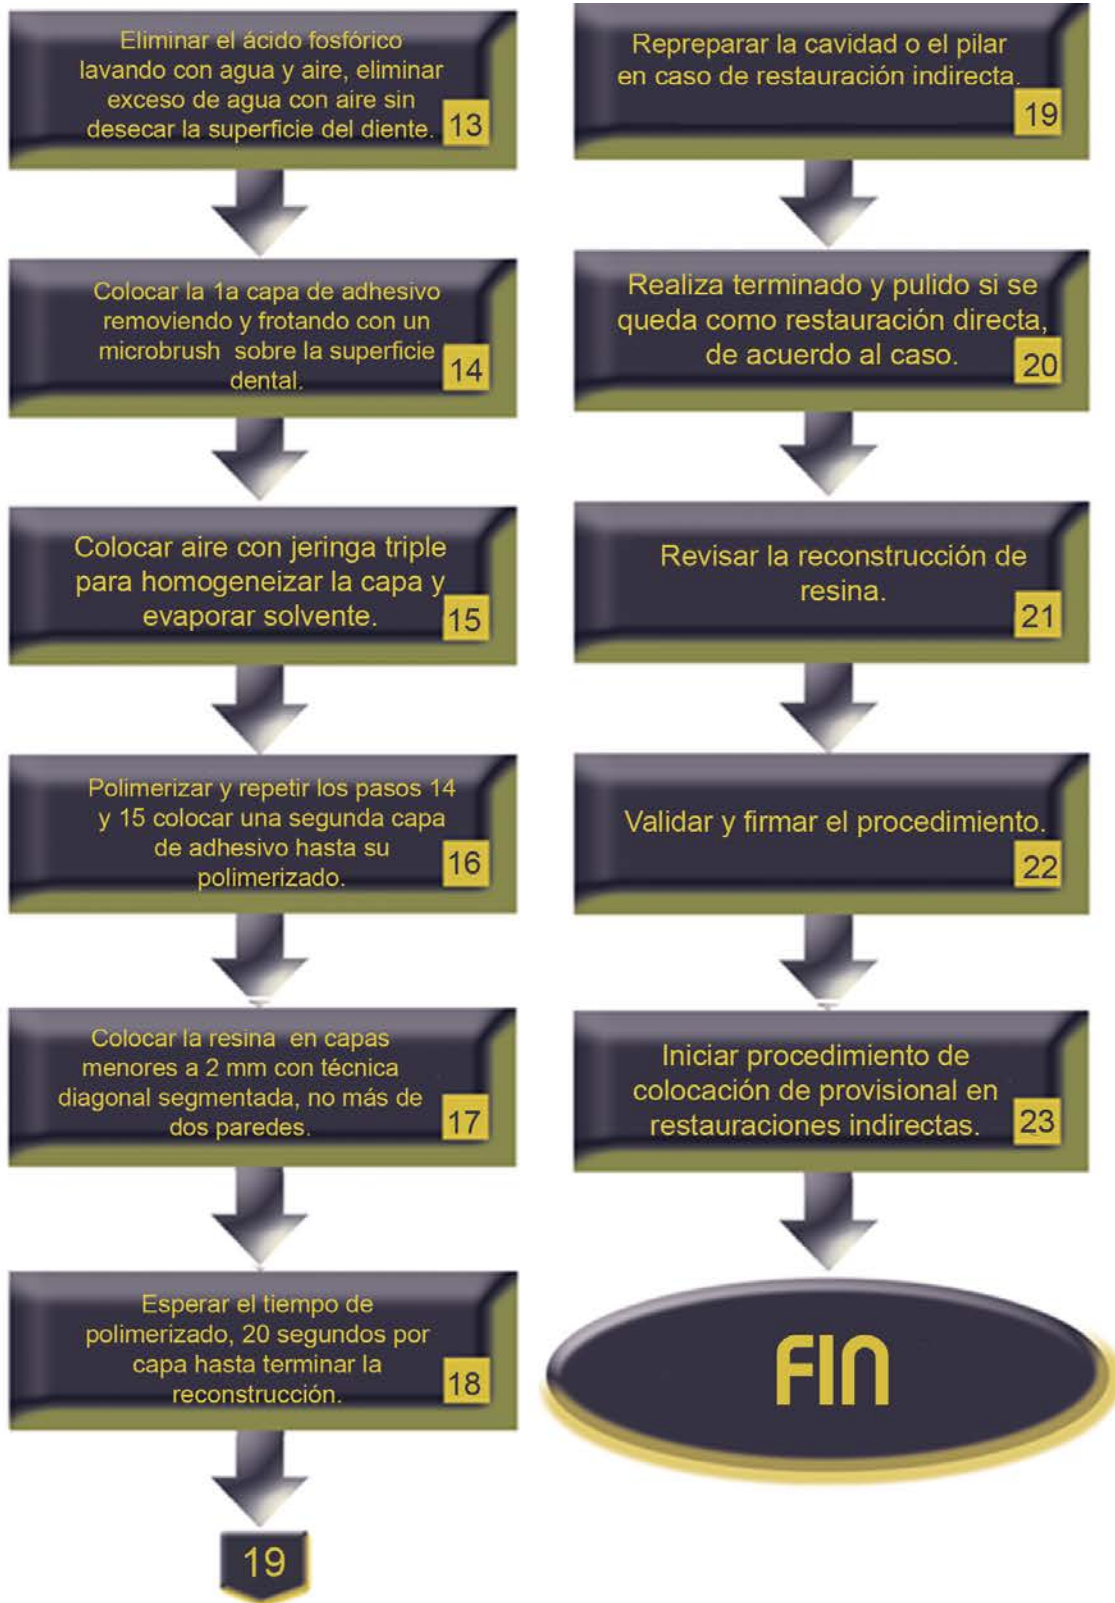 Eliminar el ácido fosfórico
lavando con agua y aire, eliminar
exceso de agua con aire sin
desecar la superficie del diente.
13
Colocar la 1a capa de adhesivo
removiendo y frotando con un
microbrush sobre la superficie
dental.
14
Colocar aire con jeringa triple
para homogeneizar la capa y
evaporar solvente.
15
Polimerizar y repetir los pasos 14
y 15 colocar una segunda capa
de adhesivo hasta su
polimerizado.
16
Colocar la resina en capas
menores a 2 mm con técnica
diagonal segmentada, no más de
dos paredes.
17
Esperar el tiempo de
polimerizado, 20 segundos por
capa hasta terminar la
reconstrucción.
18
19
Repreparar la cavidad o el pilar
en caso de restauración indirecta.
19
Realiza terminado y pulido si se
queda como restauración directa,
de acuerdo al caso.
20
Revisar la reconstrucción de
resina.
21
Validar y firmar el procedimiento.
22
Iniciar procedimiento de
colocación de provisional en
restauraciones indirectas.
23
FIN